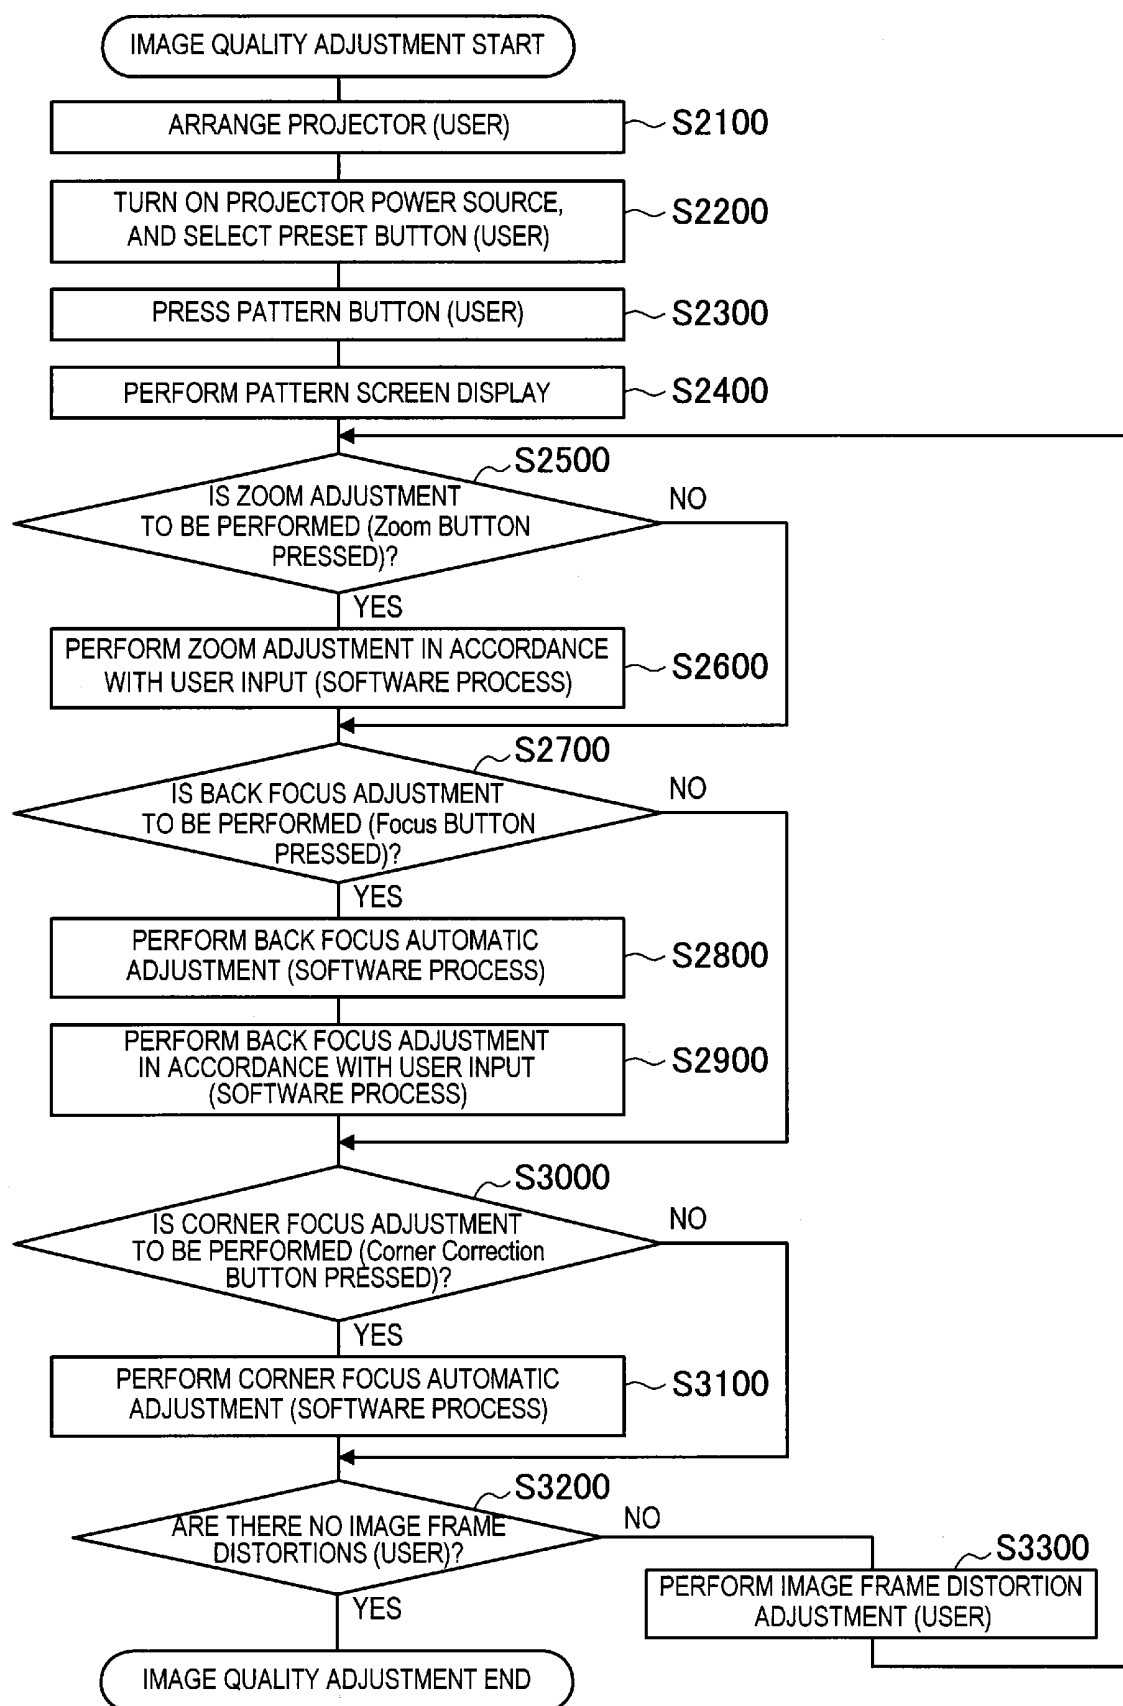 IMAGE QUALITY ADJUSTMENT START
ARRANGE PROJECTOR (USER)
S2100
TURN ON PROJECTOR POWER SOURCE,
AND SELECT PRESET BUTTON (USER)
S2200
PRESS PATTERN BUTTON (USER)
S2300
PERFORM PATTERN SCREEN DISPLAY
S2400
S2500
IS ZOOM ADJUSTMENT
TO BE PERFORMED (Zoom BUTTON
PRESSED)?
NO
YES
PERFORM ZOOM ADJUSTMENT IN ACCORDANCE
WITH USER INPUT (SOFTWARE PROCESS)
S2600
S2700
IS BACK FOCUS ADJUSTMENT
TO BE PERFORMED (Focus BUTTON
PRESSED)?
NO
YES
PERFORM BACK FOCUS AUTOMATIC
ADJUSTMENT (SOFTWARE PROCESS)
S2800
PERFORM BACK FOCUS ADJUSTMENT
IN ACCORDANCE WITH USER INPUT
(SOFTWARE PROCESS)
S2900
S3000
IS CORNER FOCUS ADJUSTMENT
TO BE PERFORMED (Corner Correction
BUTTON PRESSED)?
NO
YES
PERFORM CORNER FOCUS AUTOMATIC
ADJUSTMENT (SOFTWARE PROCESS)
S3100
S3200
ARE THERE NO IMAGE FRAME
DISTORTIONS (USER)?
NO
YES
S3300
PERFORM IMAGE FRAME DISTORTION
ADJUSTMENT (USER)
IMAGE QUALITY ADJUSTMENT END